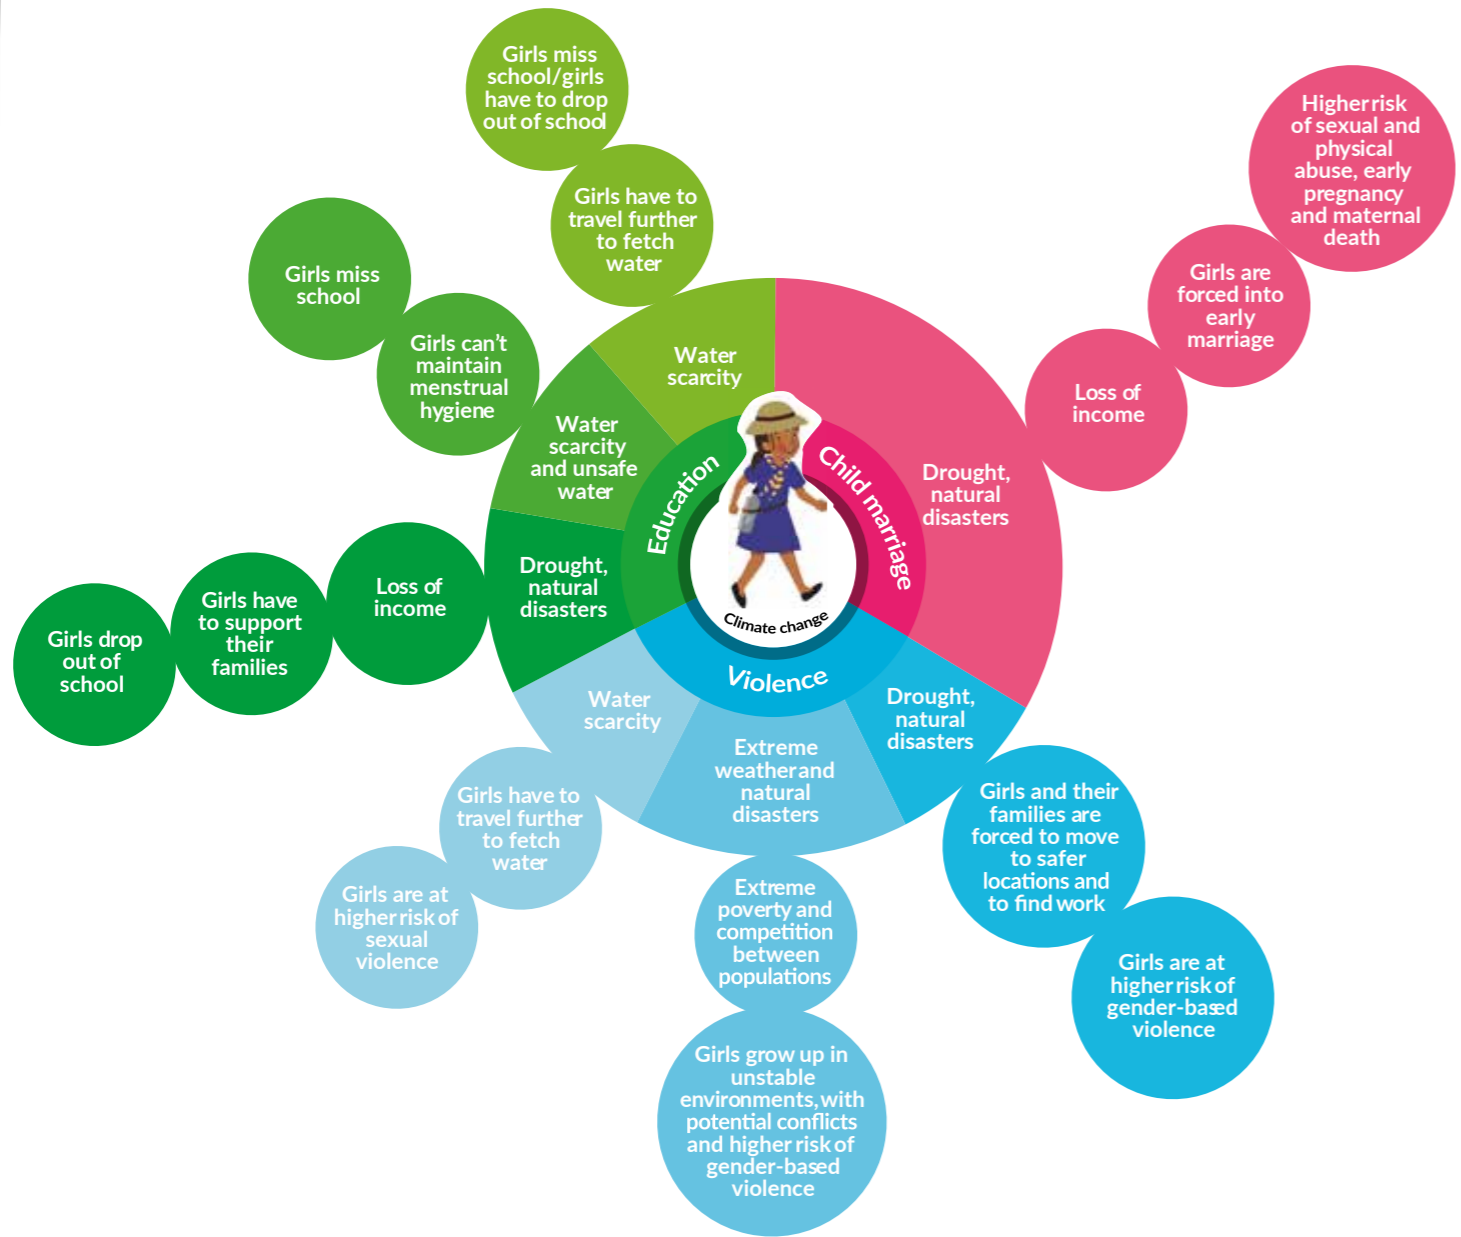 Girls miss
school/girls
have to drop
out of school
Girls have to
travel further
to fetch
water
Water
scarcity
Girls miss
school
Girls can't
maintain
menstrual
hygiene
Water
scarcity
and unsafe
water
Girls drop
out of
school
Girls have
to support
their
families
Loss of
income
Drought,
natural
disasters
Education
Higher risk
of sexual and
physical
abuse, early
pregnancy
and maternal
death
Girls are
forced into
early
marriage
Loss of
income
Drought,
natural
disasters
Child marriage
Climate change
Violence
Water
scarcity
Girls have to
travel further
to fetch
water
Girls are at
higher risk of
sexual
violence
Extreme
weather and
natural
disasters
Extreme
poverty and
competition
between
populations
Girls grow up in
unstable
environments, with
potential conflicts
and higher risk of
gender-based
violence
Drought,
natural
disasters
Girls and their
families are
forced to move
to safer
locations and
to find work
Girls are at
higher risk of
gender-based
violence